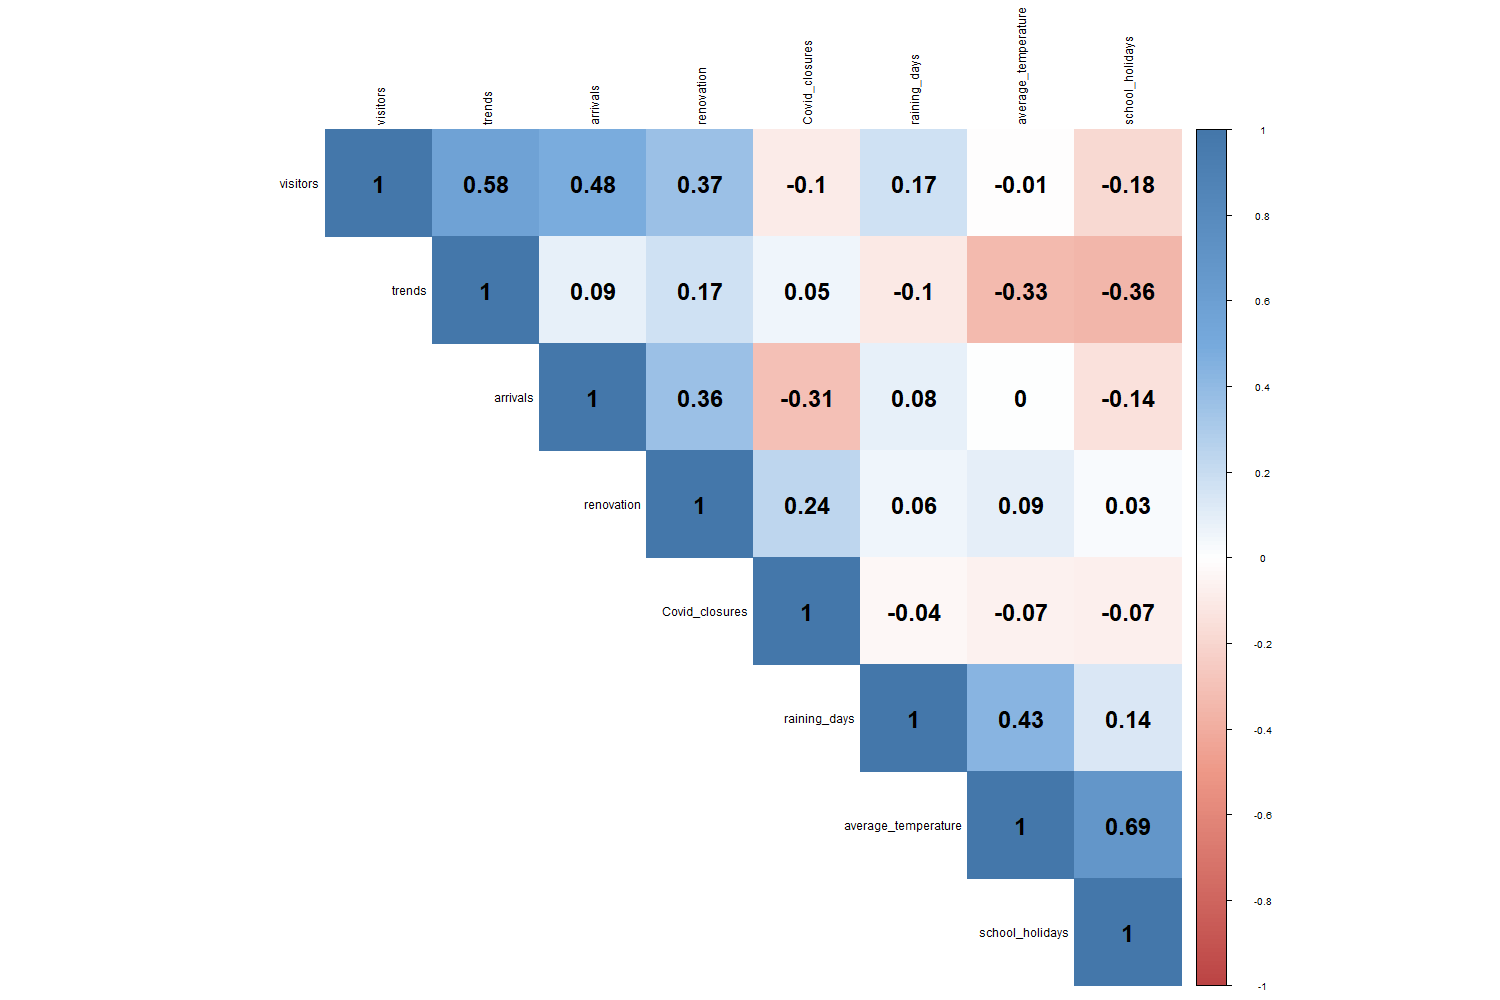 visitors trends arrivals renovation Covid_closures raining_days average_temperature school_holidays
visitors 1 0.58 0.48 0.37 -0.1 0.17 -0.01 -0.18
trends 1 0.09 0.17 0.05 -0.1 -0.33 -0.36
arrivals 1 0.36 -0.31 0.08 0 -0.14
renovation 1 0.24 0.06 0.09 0.03
Covid_closures 1 -0.04 -0.07 -0.07
raining_days 1 0.43 0.14
average_temperature 1 0.69
school_holidays 1
1
0.8
0.6
0.4
0.2
0
-0.2
-0.4
-0.6
-0.8
-1